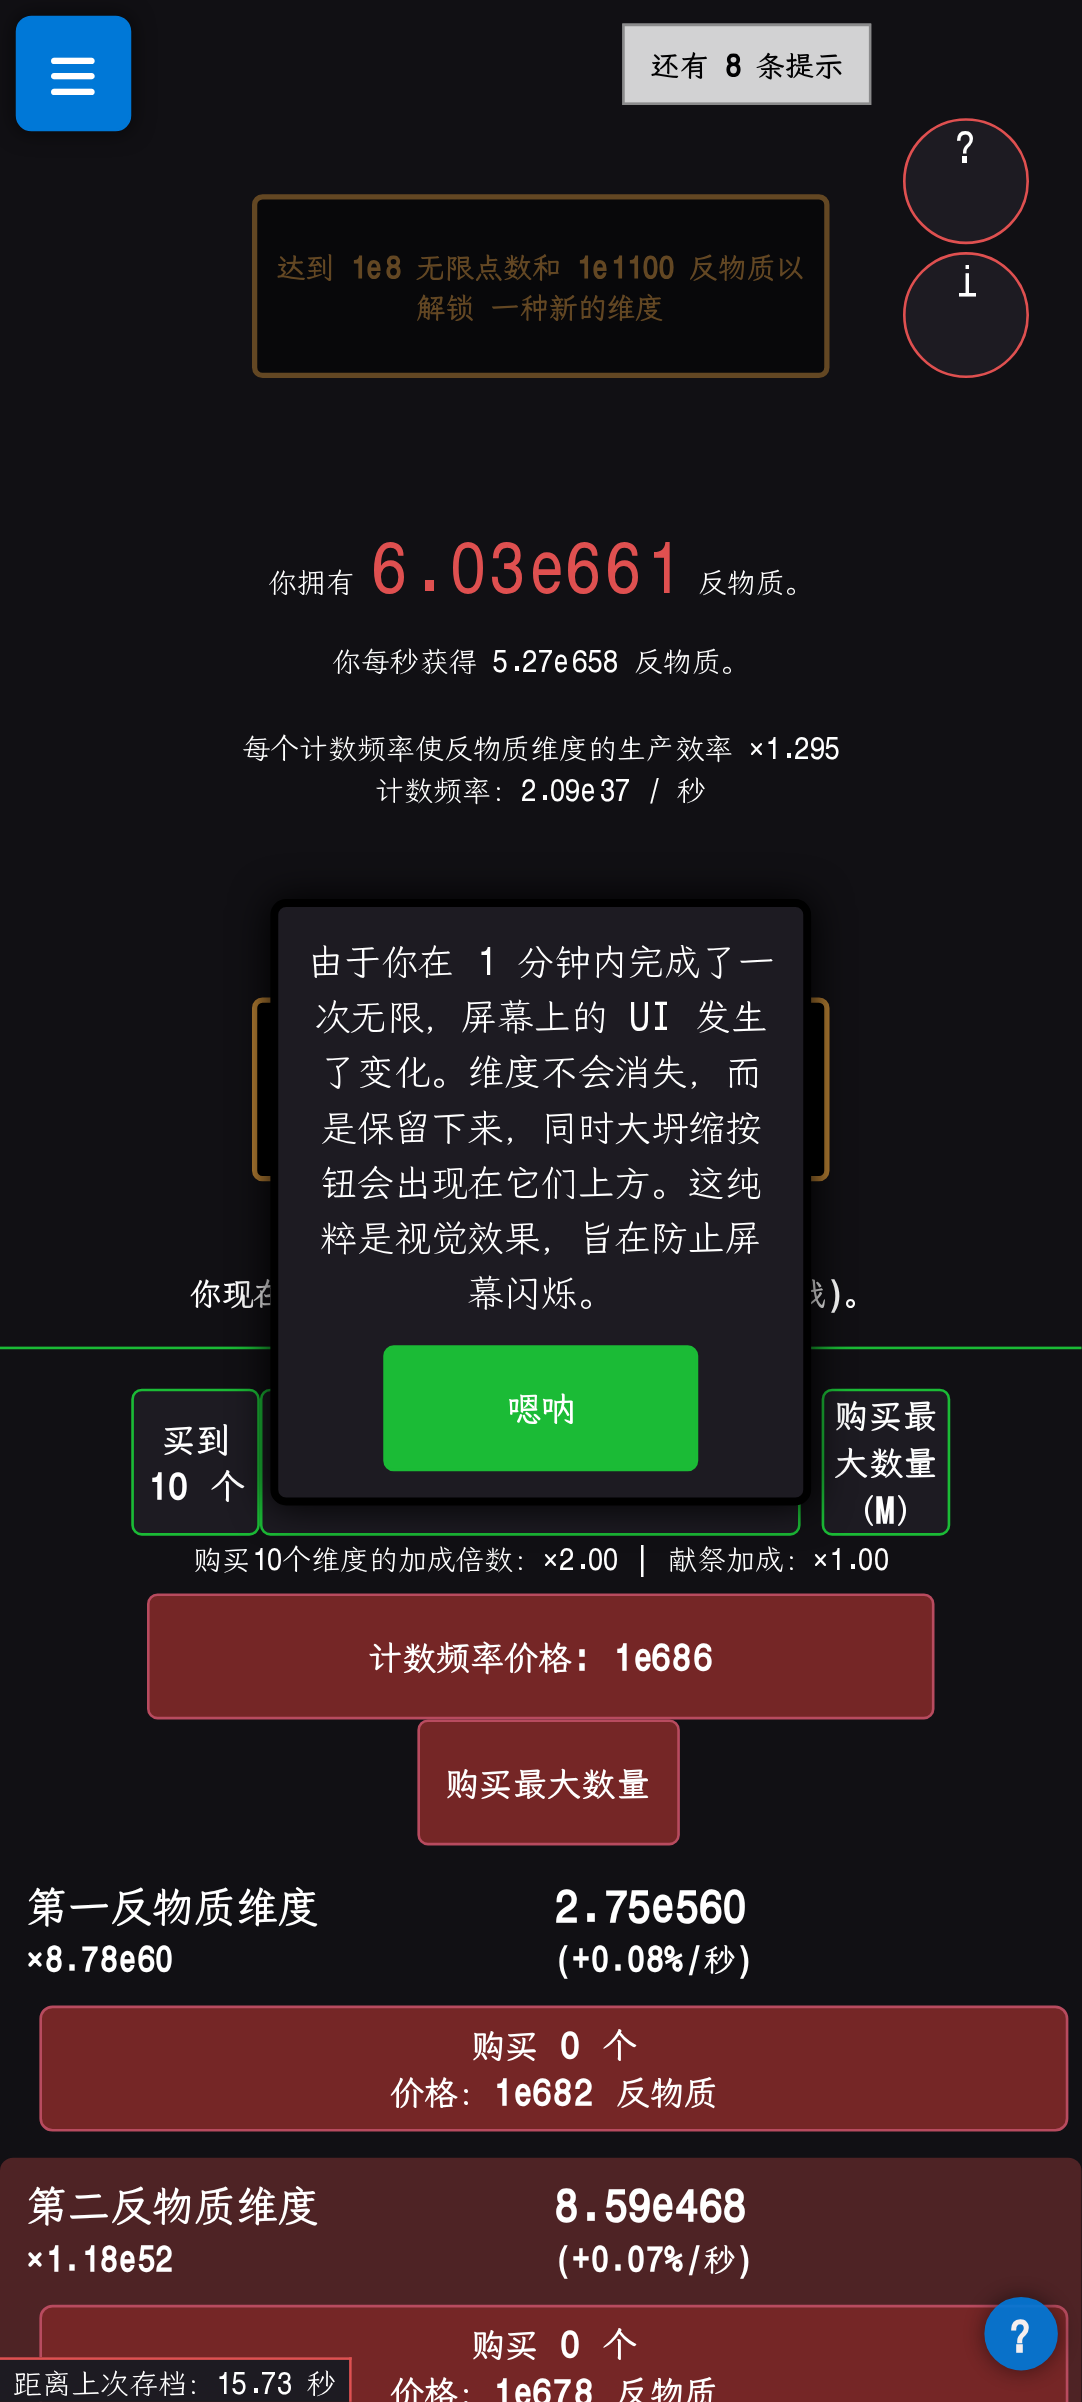 还有 8 条提示
?
i
达到 1e8 无限点数和 1e1100 反物质以
解锁 一种新的维度
你拥有 6.03e661 反物质。
你每秒获得 5.27e658 反物质。
每个计数频率使反物质维度的生产效率 ×1.295
计数频率: 2.09e37 / 秒
由于你在 1 分钟内完成了一
次无限, 屏幕上的 UI 发生
了变化。维度不会消失, 而
是保留下来, 同时大坍缩按
钮会出现在它们上方。这纯
粹是视觉效果, 旨在防止屏
幕闪烁。
嗯呐
你现在
)。
买到
10 个
购买最
大数量
(M)
购买10个维度的加成倍数: ×2.00 | 献祭加成: ×1.00
计数频率价格: 1e686
购买最大数量
第一反物质维度 2.75e560
×8.78e60 (+0.08%/秒)
购买 0 个
价格: 1e682 反物质
第二反物质维度 8.59e468
×1.18e52 (+0.07%/秒)
购买 0 个
价格: 1e678 反物质
?
距离上次存档: 15.73 秒